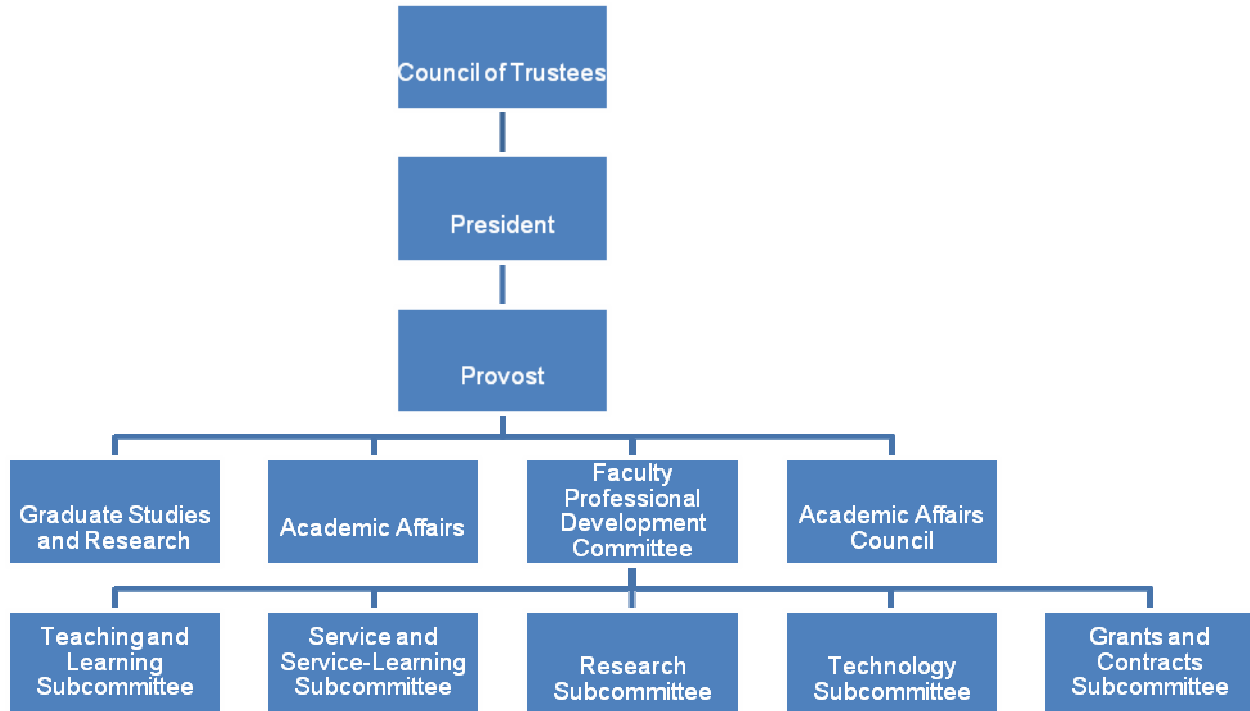 Council of Trustees
President
Provost
Graduate Studies
and Research
Academic Affairs
Faculty
Professional
Development
Committee
Academic Affairs
Council
Teaching and
Learning
Subcommittee
Service and
Service-Learning
Subcommittee
Research
Subcommittee
Technology
Subcommittee
Grants and
Contracts
Subcommittee